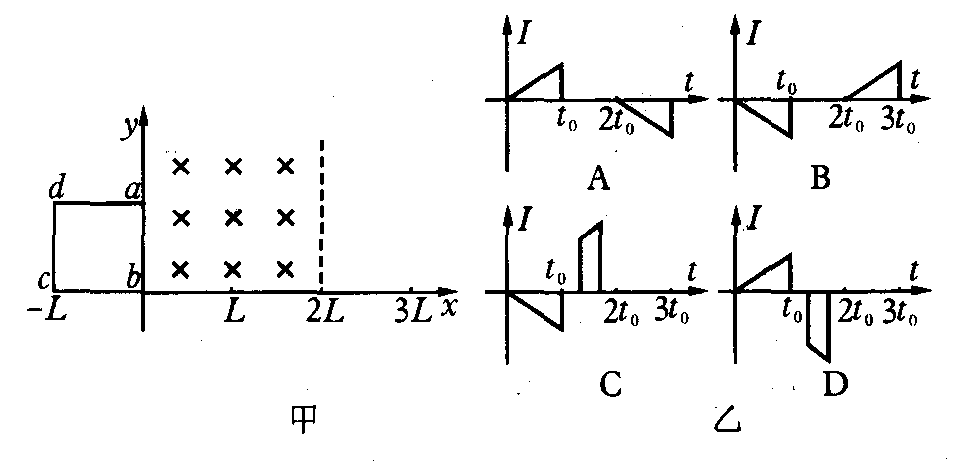 y
d a
c b
-L L 2L 3L x
甲
I t
t₀ 2t₀
A
I t
t₀ 2t₀ 3t₀
B
I t
t₀ 2t₀ 3t₀
C
I t
t₀ 2t₀ 3t₀
D
乙